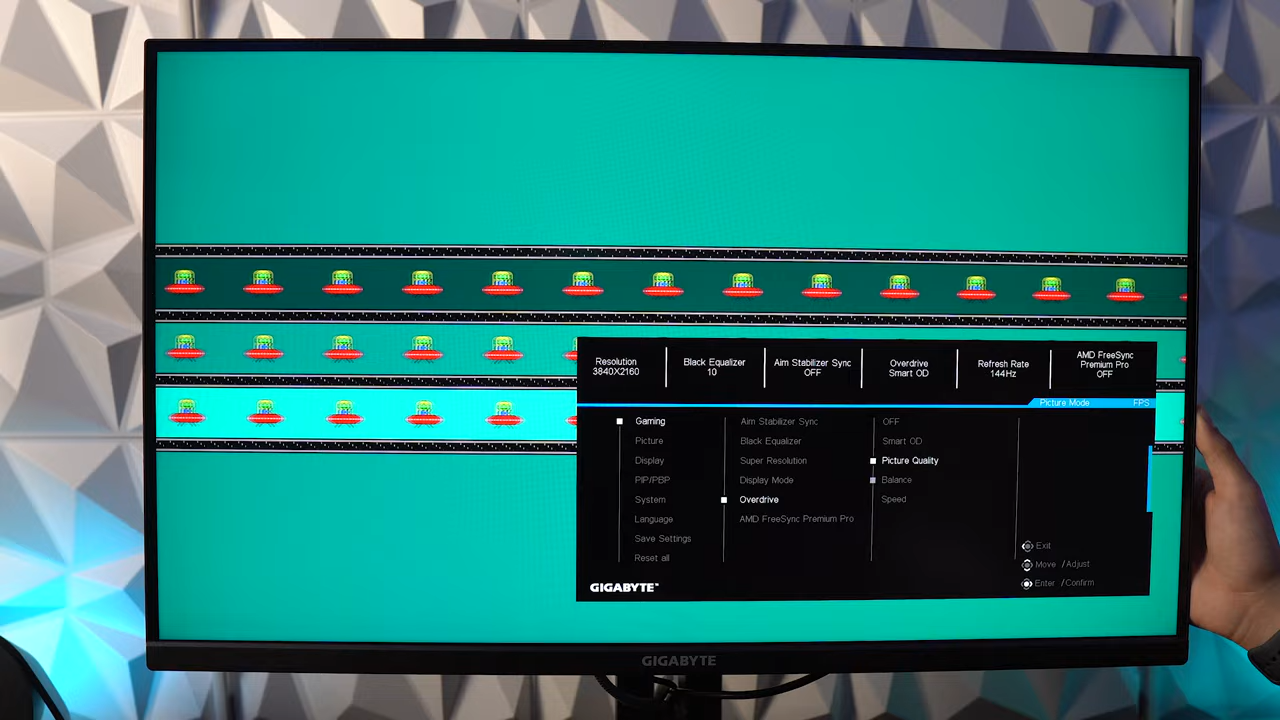 Resolution
3840X2160
Black Equalizer
10
Aim Stabilizer Sync
OFF
Overdrive
Smart OD
Refresh Rate
144Hz
AMD FreeSync
Premium Pro
OFF
Picture Mode FPS
Gaming
Picture
Display
PIP/PBP
System
Language
Save Settings
Reset all
Aim Stabilizer Sync
Black Equalizer
Super Resolution
Display Mode
Overdrive
AMD FreeSync Premium Pro
OFF
Smart OD
Picture Quality
Balance
Speed
Exit
Move /Adjust
Enter /Confirm
GIGABYTE™
GIGABYTE